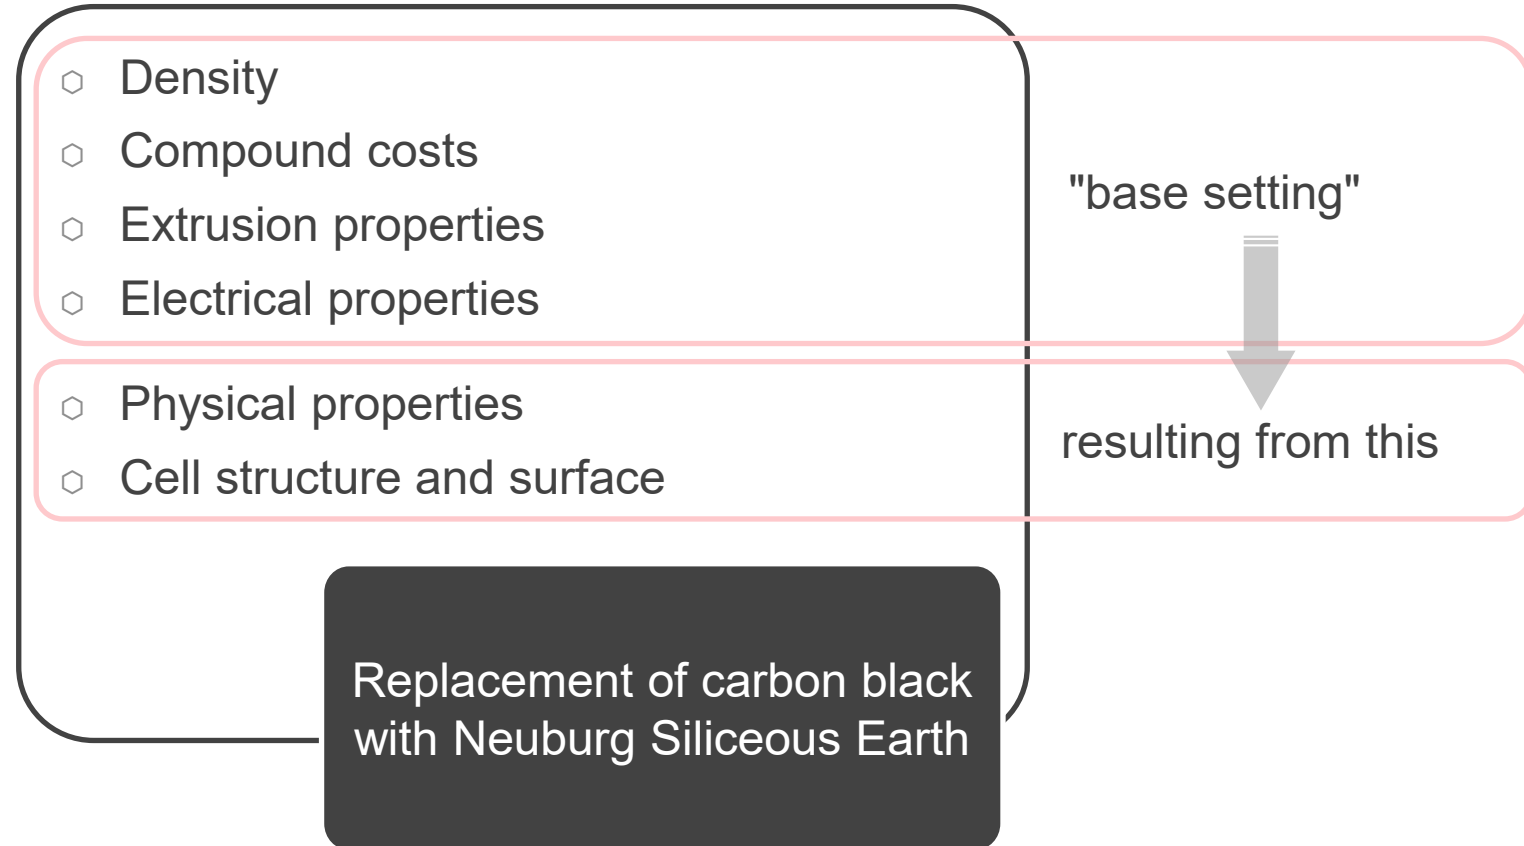 Density
Compound costs
Extrusion properties
Electrical properties
"base setting"
Physical properties
Cell structure and surface
resulting from this
Replacement of carbon black
with Neuburg Siliceous Earth